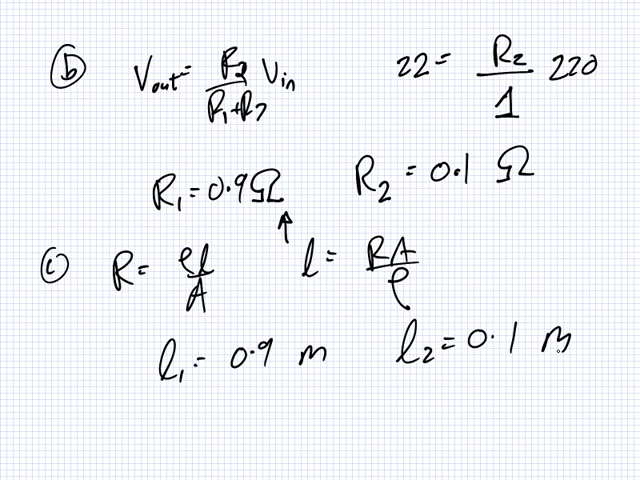 (b) Vout = R2/(R1+R2) Vin 22 = R2/1 220
R1 = 0.9Ω ↑ R2 = 0.1 Ω
(c) R = ρl/A l = RA/ρ
l1 = 0.9 m l2 = 0.1 m